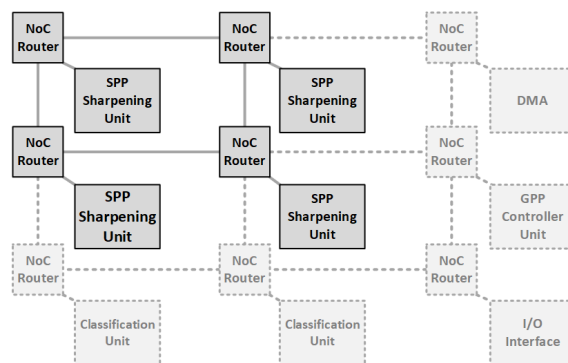 NoC
Router
NoC
Router
NoC
Router
SPP
Sharpening
Unit
SPP
Sharpening
Unit
DMA
NoC
Router
NoC
Router
NoC
Router
SPP
Sharpening
Unit
SPP
Sharpening
Unit
GPP
Controller
Unit
NoC
Router
NoC
Router
NoC
Router
Classification
Unit
Classification
Unit
I/O
Interface